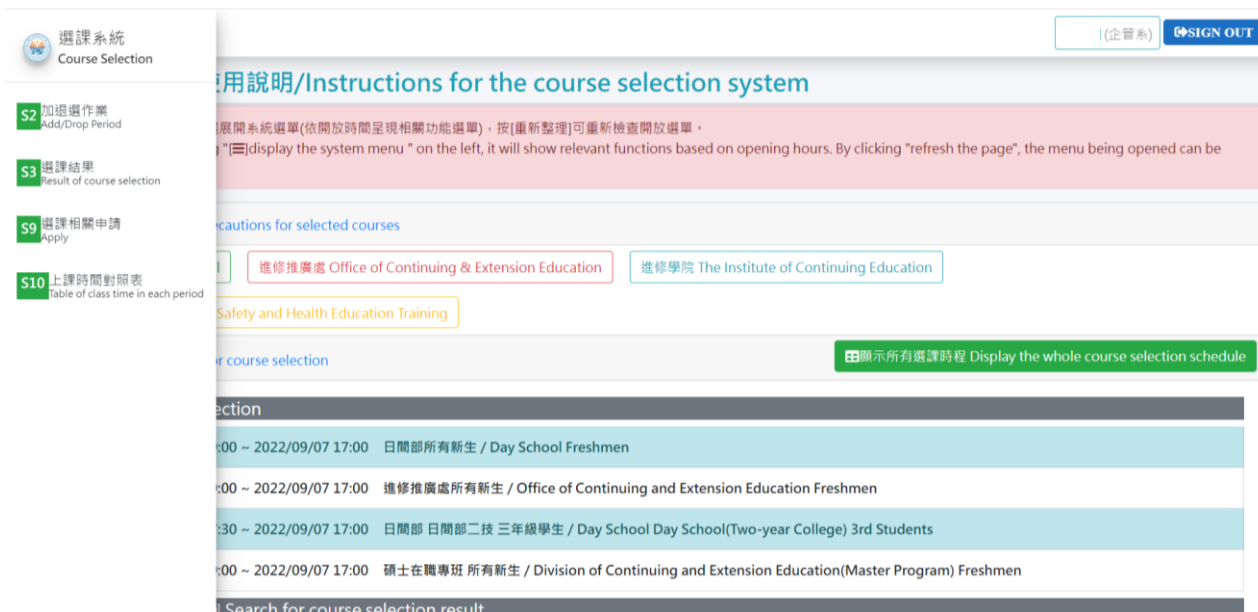 選課系統
Course Selection
S2 加退選作業
Add/Drop Period
S3 選課結果
Result of course selection
S9 選課相關申請
Apply
S10 上課時間對照表
Table of class time in each period
(企管系)
SIGN OUT
用說明/Instructions for the course selection system
展開系統選單(依開放時間呈現相關功能選單)，按[重新整理]可重新檢查開放選單。
"[☰]display the system menu " on the left, it will show relevant functions based on opening hours. By clicking "refresh the page", the menu being opened can be
ecautions for selected courses
進修推廣處 Office of Continuing & Extension Education
進修學院 The Institute of Continuing Education
Safety and Health Education Training
r course selection
顯示所有選課時程 Display the whole course selection schedule
ection
:00 ~ 2022/09/07 17:00 日間部所有新生 / Day School Freshmen
:00 ~ 2022/09/07 17:00 進修推廣處所有新生 / Office of Continuing and Extension Education Freshmen
:30 ~ 2022/09/07 17:00 日間部 日間部二技 三年級學生 / Day School Day School(Two-year College) 3rd Students
:00 ~ 2022/09/07 17:00 碩士在職專班 所有新生 / Division of Continuing and Extension Education(Master Program) Freshmen
Search for course selection result